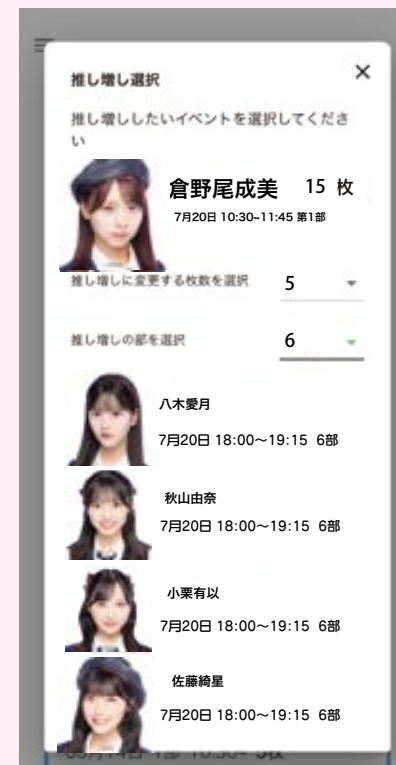 推し増し選択
×
推し増ししたいイベントを選択してくださ
い
倉野尾成美 15 枚
7月20日 10:30~11:45 第1部
推し増しに変更する枚数を選択 5
推し増しの部を選択 6
八木愛月
7月20日 18:00〜19:15 6部
秋山由奈
7月20日 18:00〜19:15 6部
小栗有以
7月20日 18:00〜19:15 6部
佐藤綺星
7月20日 18:00〜19:15 6部